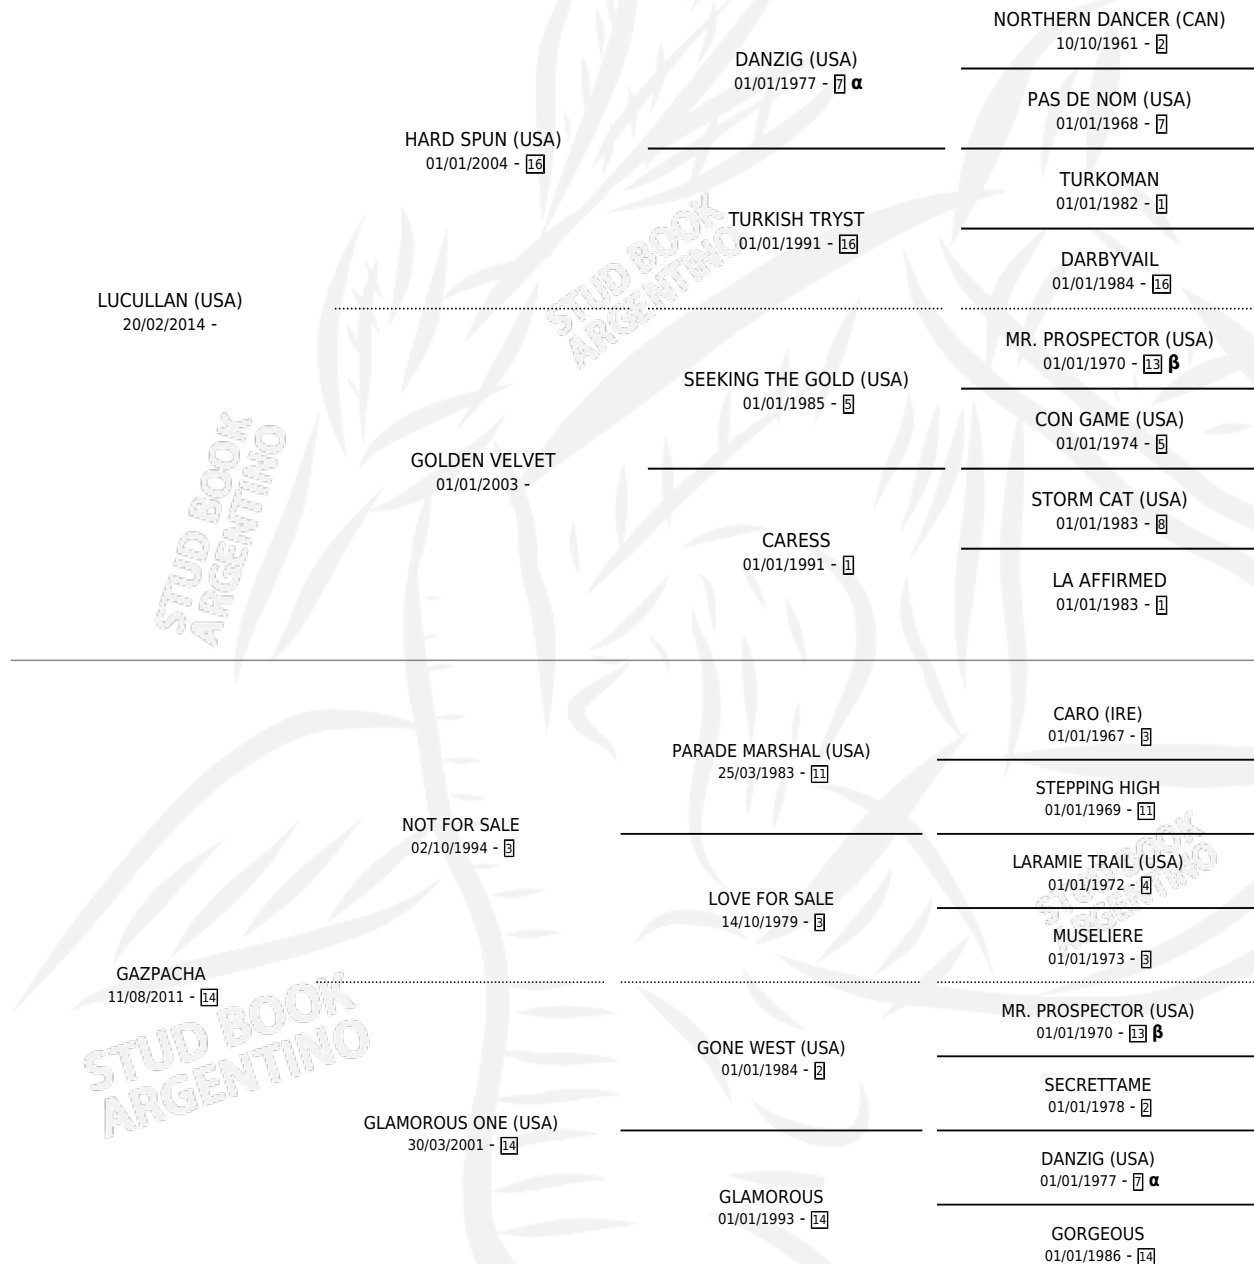 NORTHERN DANCER (CAN)
10/10/1961 - 2
DANZIG (USA)
01/01/1977 - 7 α
PAS DE NOM (USA)
01/01/1968 - 7
HARD SPUN (USA)
01/01/2004 - 16
TURKOMAN
01/01/1982 - 1
TURKISH TRYST
01/01/1991 - 16
DARBYVAIL
01/01/1984 - 16
LUCULLAN (USA)
20/02/2014 -
MR. PROSPECTOR (USA)
01/01/1970 - 13 β
SEEKING THE GOLD (USA)
01/01/1985 - 5
CON GAME (USA)
01/01/1974 - 5
GOLDEN VELVET
01/01/2003 -
STORM CAT (USA)
01/01/1983 - 8
CARESS
01/01/1991 - 1
LA AFFIRMED
01/01/1983 - 1
CARO (IRE)
01/01/1967 - 3
PARADE MARSHAL (USA)
25/03/1983 - 11
STEPPING HIGH
01/01/1969 - 11
NOT FOR SALE
02/10/1994 - 3
LARAMIE TRAIL (USA)
01/01/1972 - 4
LOVE FOR SALE
14/10/1979 - 3
MUSELIERE
01/01/1973 - 3
GAZPACHA
11/08/2011 - 14
MR. PROSPECTOR (USA)
01/01/1970 - 13 β
GONE WEST (USA)
01/01/1984 - 2
SECRETTAME
01/01/1978 - 2
GLAMOROUS ONE (USA)
30/03/2001 - 14
DANZIG (USA)
01/01/1977 - 7 α
GLAMOROUS
01/01/1993 - 14
GORGEOUS
01/01/1986 - 14
STUD BOOK
ARGENTINO
STUD BOOK
ARGENTINO
STUD BOOK
ARGENTINO
STUD BOOK
ARGENTINO